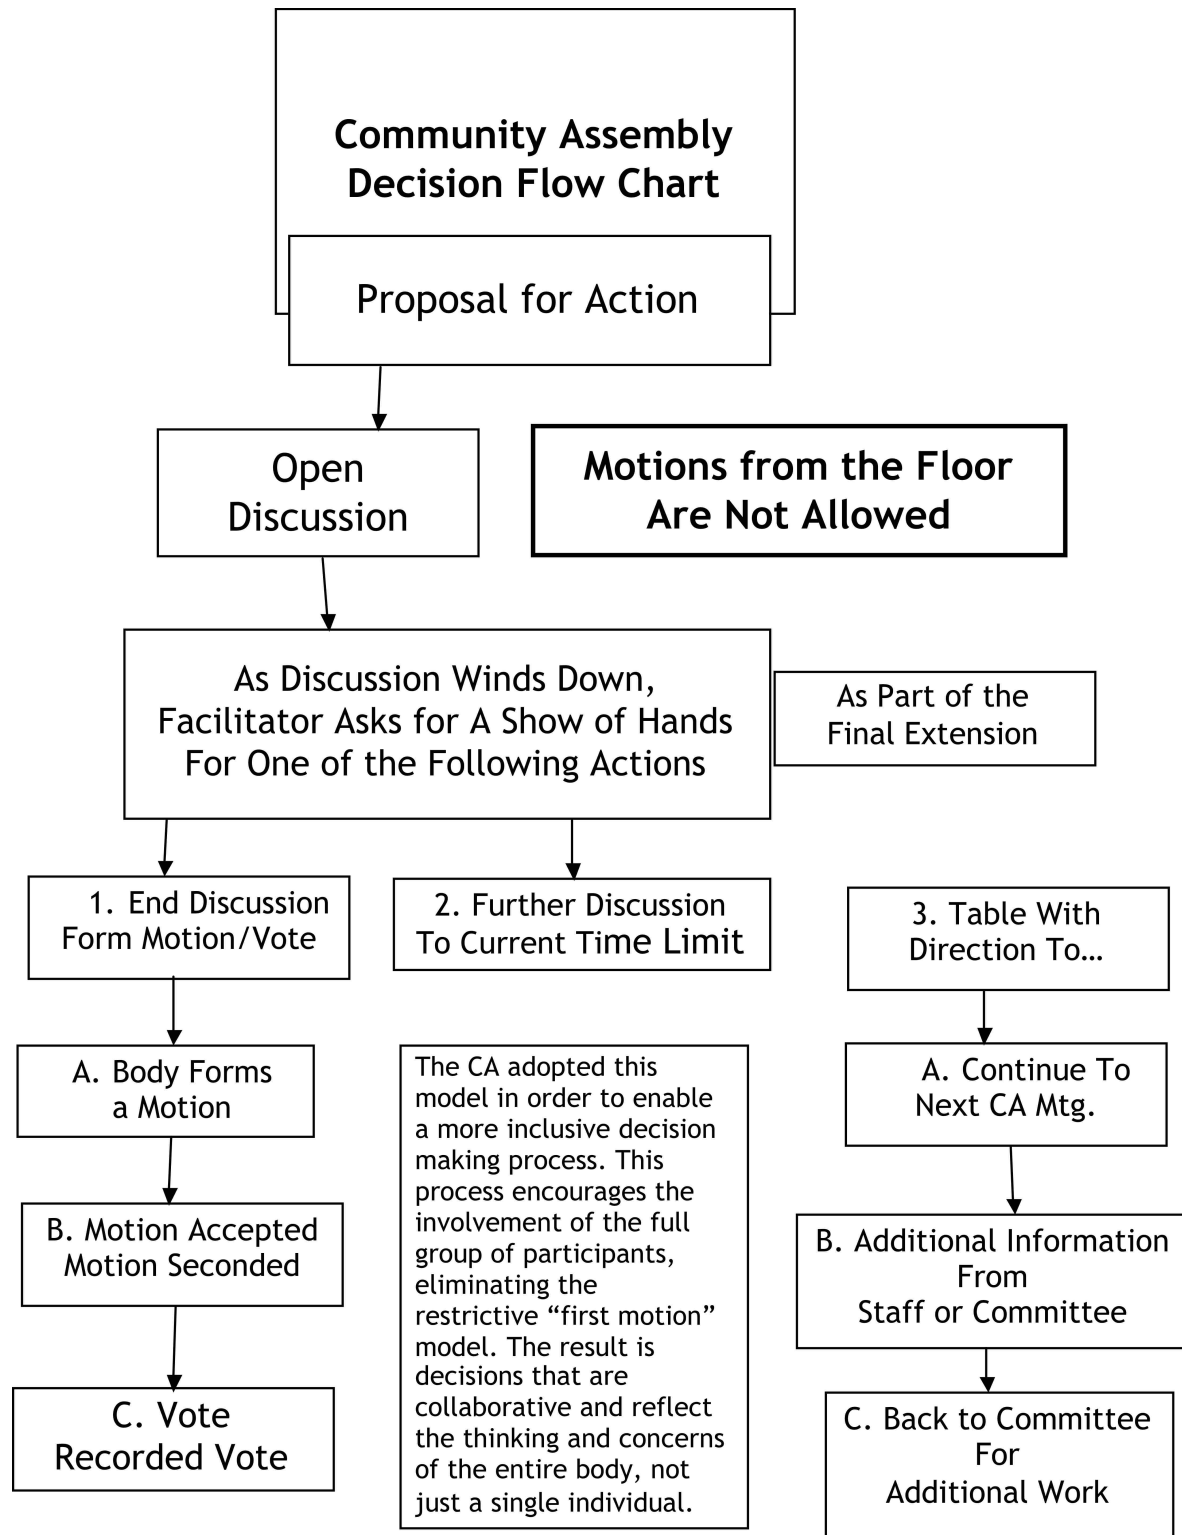 Community Assembly
Decision Flow Chart
Proposal for Action
Open
Discussion
Motions from the Floor
Are Not Allowed
As Discussion Winds Down,
Facilitator Asks for A Show of Hands
For One of the Following Actions
As Part of the
Final Extension
1. End Discussion
Form Motion/Vote
2. Further Discussion
To Current Time Limit
3. Table With
Direction To…
A. Body Forms
a Motion
B. Motion Accepted
Motion Seconded
C. Vote
Recorded Vote
The CA adopted this
model in order to enable
a more inclusive decision
making process. This
process encourages the
involvement of the full
group of participants,
eliminating the
restrictive “first motion”
model. The result is
decisions that are
collaborative and reflect
the thinking and concerns
of the entire body, not
just a single individual.
A. Continue To
Next CA Mtg.
B. Additional Information
From
Staff or Committee
C. Back to Committee
For
Additional Work